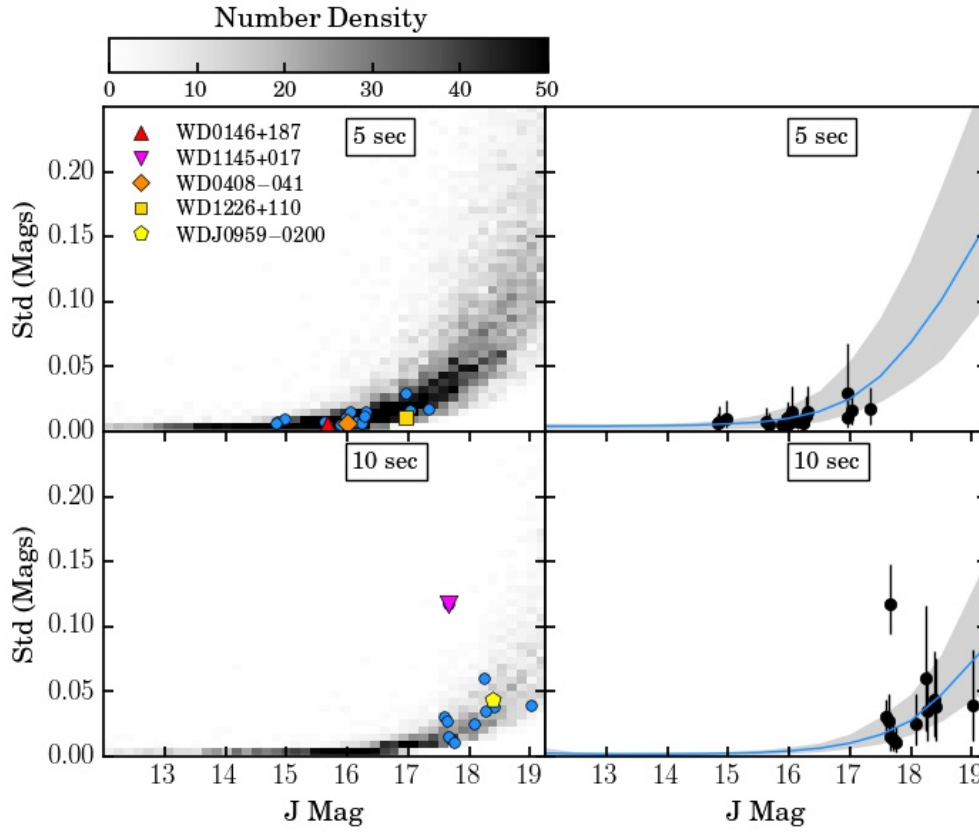 Number Density
0 10 20 30 40 50
WD0146+187
WD1145+017
WD0408−041
WD1226+110
WDJ0959−0200
5 sec
5 sec
Std (Mags)
0.20
0.15
0.10
0.05
0.00
10 sec
10 sec
Std (Mags)
0.20
0.15
0.10
0.05
0.00
13 14 15 16 17 18 19
13 14 15 16 17 18 19
J Mag
J Mag